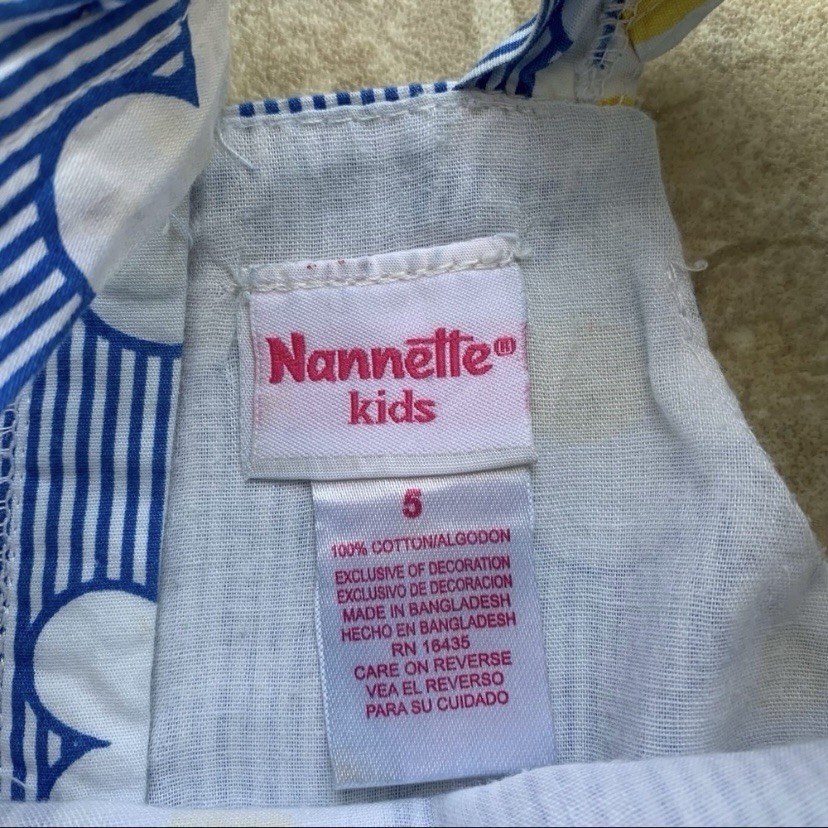 Nannette®
kids
5
100% COTTON/ALGODON
EXCLUSIVE OF DECORATION
EXCLUSIVO DE DECORACION
MADE IN BANGLADESH
HECHO EN BANGLADESH
RN 16435
CARE ON REVERSE
VEA EL REVERSO
PARA SU CUIDADO